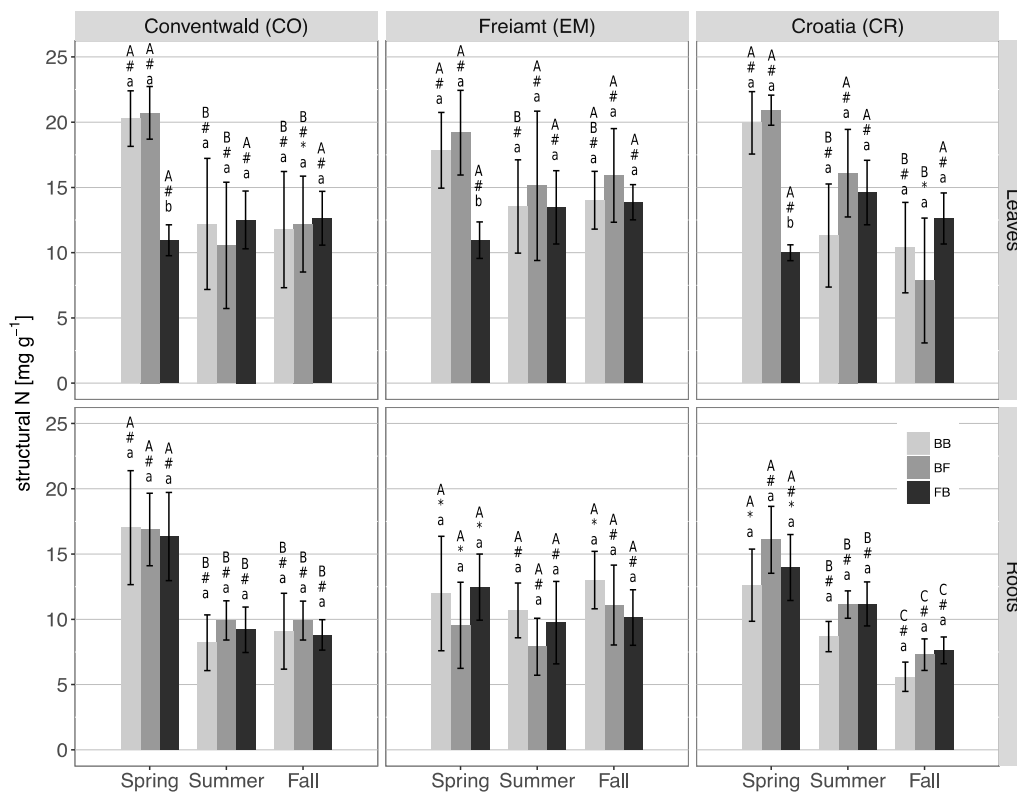 Conventwald (CO) Freiamt (EM) Croatia (CR)
structural N [mg g⁻¹]
25
20
15
10
5
0
A # a A # a A # b B # a B # a A # a B # a B # * a A # a
A # a A # a A # b B # a A # a A # a A B # a A # a A # a
A # a A # a A # b B # a A # a A # a B # a B * a A # a
Leaves
25
20
15
10
5
0
A # a A # a A # a B # a B # a B # a B # a B # a B # a
A * a A * a A * a A # a A # a A # a A * a A # a A # a
A * a A # a A # * a B # a B # a B # a C # a C # a C # a
BB
BF
FB
Roots
Spring Summer Fall Spring Summer Fall Spring Summer Fall